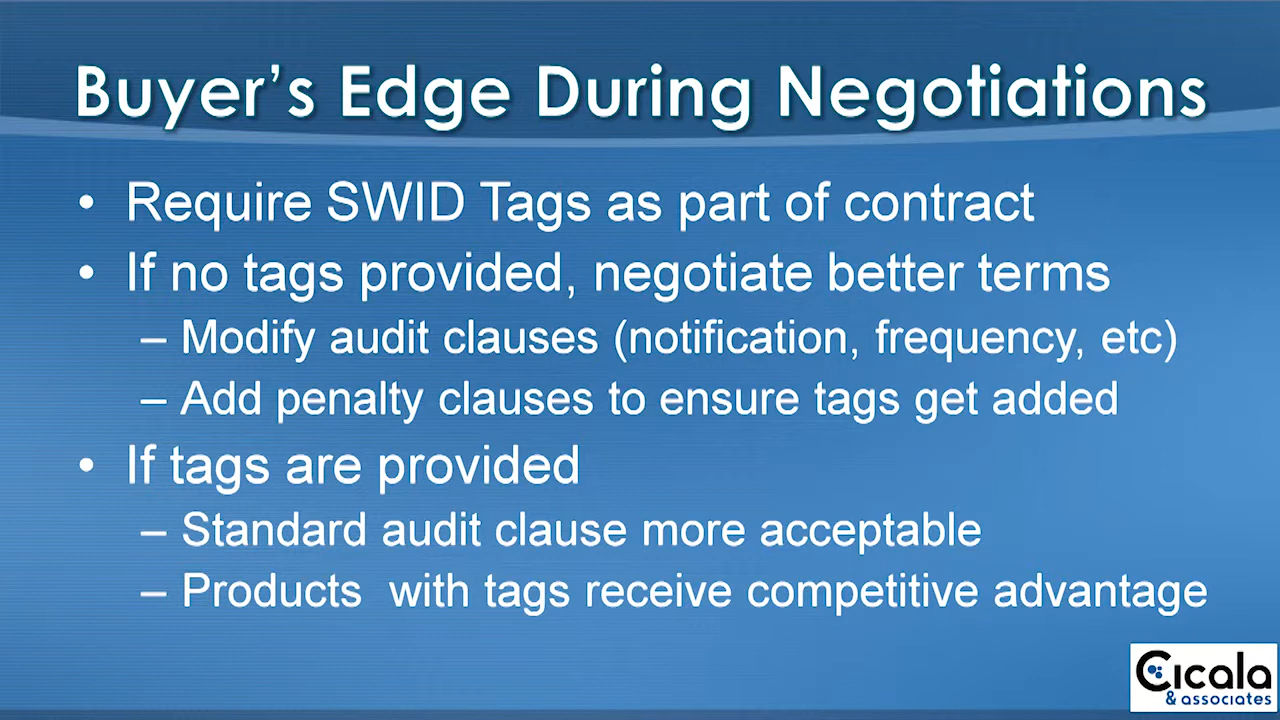 Buyer's Edge During Negotiations
• Require SWID Tags as part of contract
• If no tags provided, negotiate better terms
– Modify audit clauses (notification, frequency, etc)
– Add penalty clauses to ensure tags get added
• If tags are provided
– Standard audit clause more acceptable
– Products  with tags receive competitive advantage
Cicala
& associates